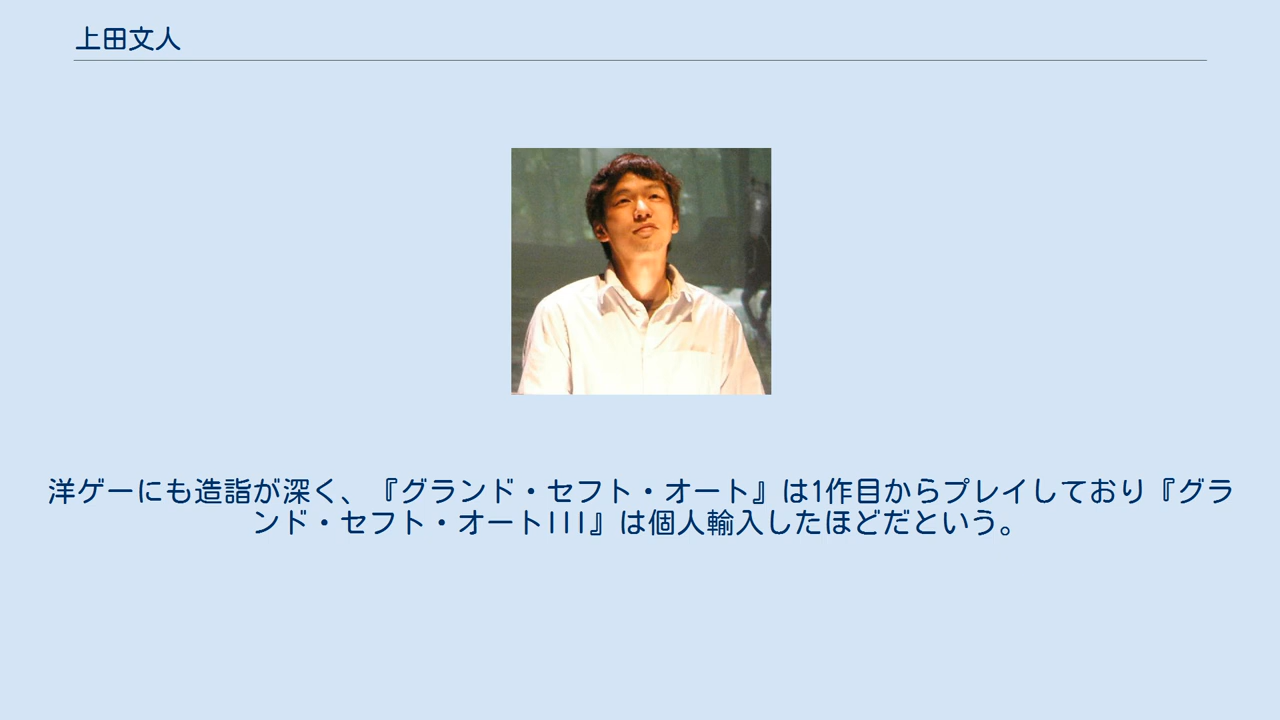 上田文人
洋ゲーにも造詣が深く、『グランド・セフト・オート』は1作目からプレイしており『グラ
ンド・セフト・オートIII』は個人輸入したほどだという。